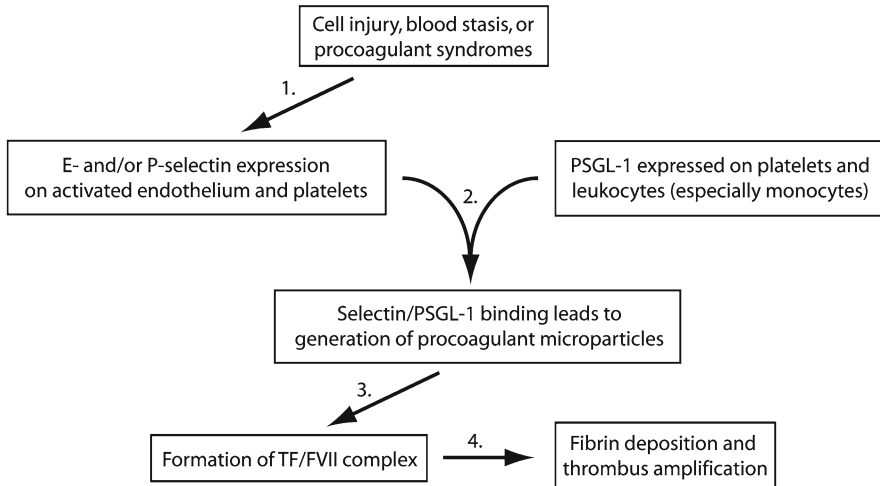 Cell injury, blood stasis, or
procoagulant syndromes
1.
E- and/or P-selectin expression
on activated endothelium and platelets
2.
PSGL-1 expressed on platelets and
leukocytes (especially monocytes)
Selectin/PSGL-1 binding leads to
generation of procoagulant microparticles
3.
Formation of TF/FVII complex
4.
Fibrin deposition and
thrombus amplification